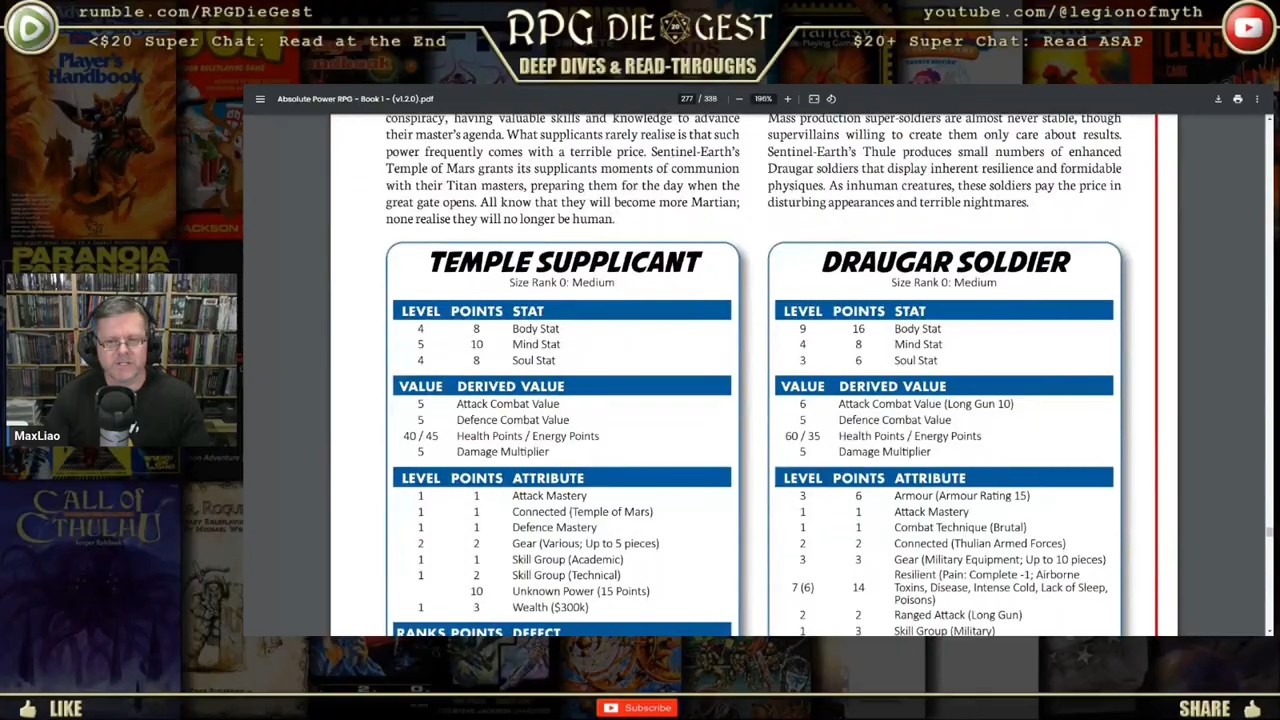 rumble.com/RPGDieGest
<$20 Super Chat: Read at the End
RPG DIE GEST
DEEP DIVES & READ-THROUGHS
youtube.com/@legionofmyth
$20+ Super Chat: Read ASAP
Player's
Handbook
PARANOIA
JACKSON
MaxLiao
CALL OF
CTHULHU
Absolute Power RPG - Book 1 - (v1.2.0).pdf
277 / 338
196%
conspiracy, having valuable skills and knowledge to advance
their master's agenda. What supplicants rarely realise is that such
power frequently comes with a terrible price. Sentinel-Earth's
Temple of Mars grants its supplicants moments of communion
with their Titan masters, preparing them for the day when the
great gate opens. All know that they will become more Martian;
none realise they will no longer be human.
TEMPLE SUPPLICANT
Size Rank 0: Medium
LEVEL POINTS STAT
4 8 Body Stat
5 10 Mind Stat
4 8 Soul Stat
VALUE DERIVED VALUE
5 Attack Combat Value
5 Defence Combat Value
40 / 45 Health Points / Energy Points
5 Damage Multiplier
LEVEL POINTS ATTRIBUTE
1 1 Attack Mastery
1 1 Connected (Temple of Mars)
1 1 Defence Mastery
2 2 Gear (Various; Up to 5 pieces)
1 1 Skill Group (Academic)
1 2 Skill Group (Technical)
10 Unknown Power (15 Points)
1 3 Wealth ($300k)
RANKS POINTS DEFECT
Mass production super-soldiers are almost never stable, though
supervillains willing to create them only care about results.
Sentinel-Earth's Thule produces small numbers of enhanced
Draugar soldiers that display inherent resilience and formidable
physiques. As inhuman creatures, these soldiers pay the price in
disturbing appearances and terrible nightmares.
DRAUGAR SOLDIER
Size Rank 0: Medium
LEVEL POINTS STAT
9 16 Body Stat
4 8 Mind Stat
3 6 Soul Stat
VALUE DERIVED VALUE
6 Attack Combat Value (Long Gun 10)
5 Defence Combat Value
60 / 35 Health Points / Energy Points
5 Damage Multiplier
LEVEL POINTS ATTRIBUTE
3 6 Armour (Armour Rating 15)
1 1 Attack Mastery
1 1 Combat Technique (Brutal)
2 2 Connected (Thulian Armed Forces)
3 3 Gear (Military Equipment; Up to 10 pieces)
7 (6) 14 Resilient (Pain: Complete -1; Airborne
Toxins, Disease, Intense Cold, Lack of Sleep,
Poisons)
2 2 Ranged Attack (Long Gun)
1 3 Skill Group (Military)
LIKE
Subscribe
SHARE